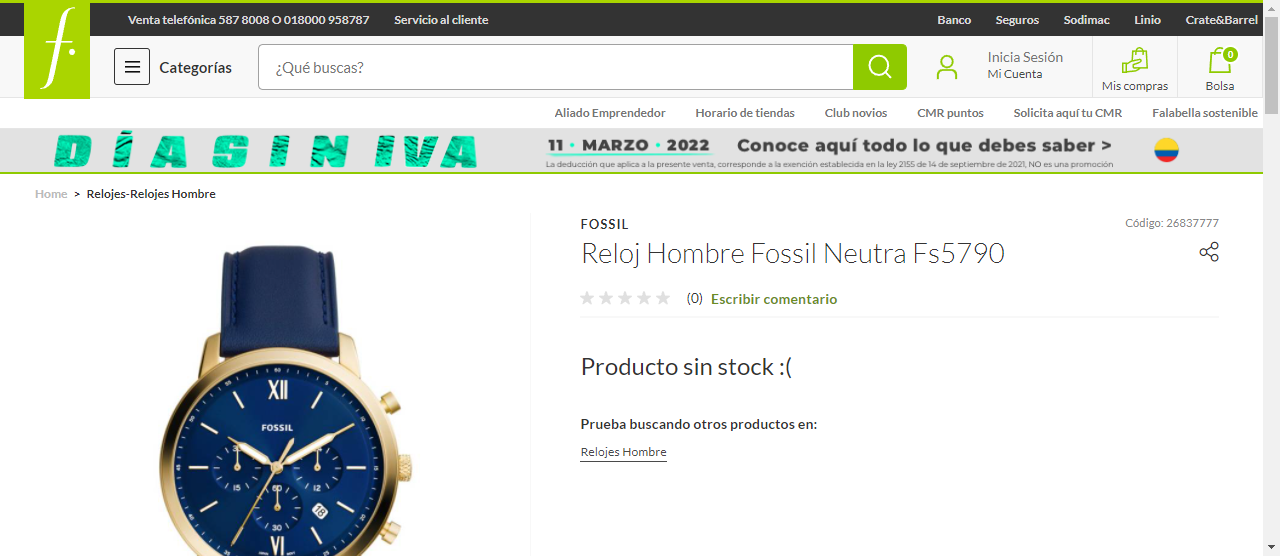 Venta telefónica 587 8008 O 018000 958787 Servicio al cliente Banco Seguros Sodimac Linio Crate&Barrel
f.
Categorías ¿Qué buscas? Inicia Sesión
Mi Cuenta
Mis compras
0
Bolsa
Aliado Emprendedor Horario de tiendas Club novios CMR puntos Solicita aquí tu CMR Falabella sostenible
DÍA SIN IVA 11 · MARZO · 2022 Conoce aquí todo lo que debes saber >
La deducción que aplica a la presente venta, corresponde a la exención establecida en la ley 2155 de 14 de septiembre de 2021, NO es una promoción
Home > Relojes-Relojes Hombre
FOSSIL Código: 26837777
Reloj Hombre Fossil Neutra Fs5790
(0) Escribir comentario
Producto sin stock :(
Prueba buscando otros productos en:
Relojes Hombre
XII
FOSSIL
15
60
12
30
18
VI